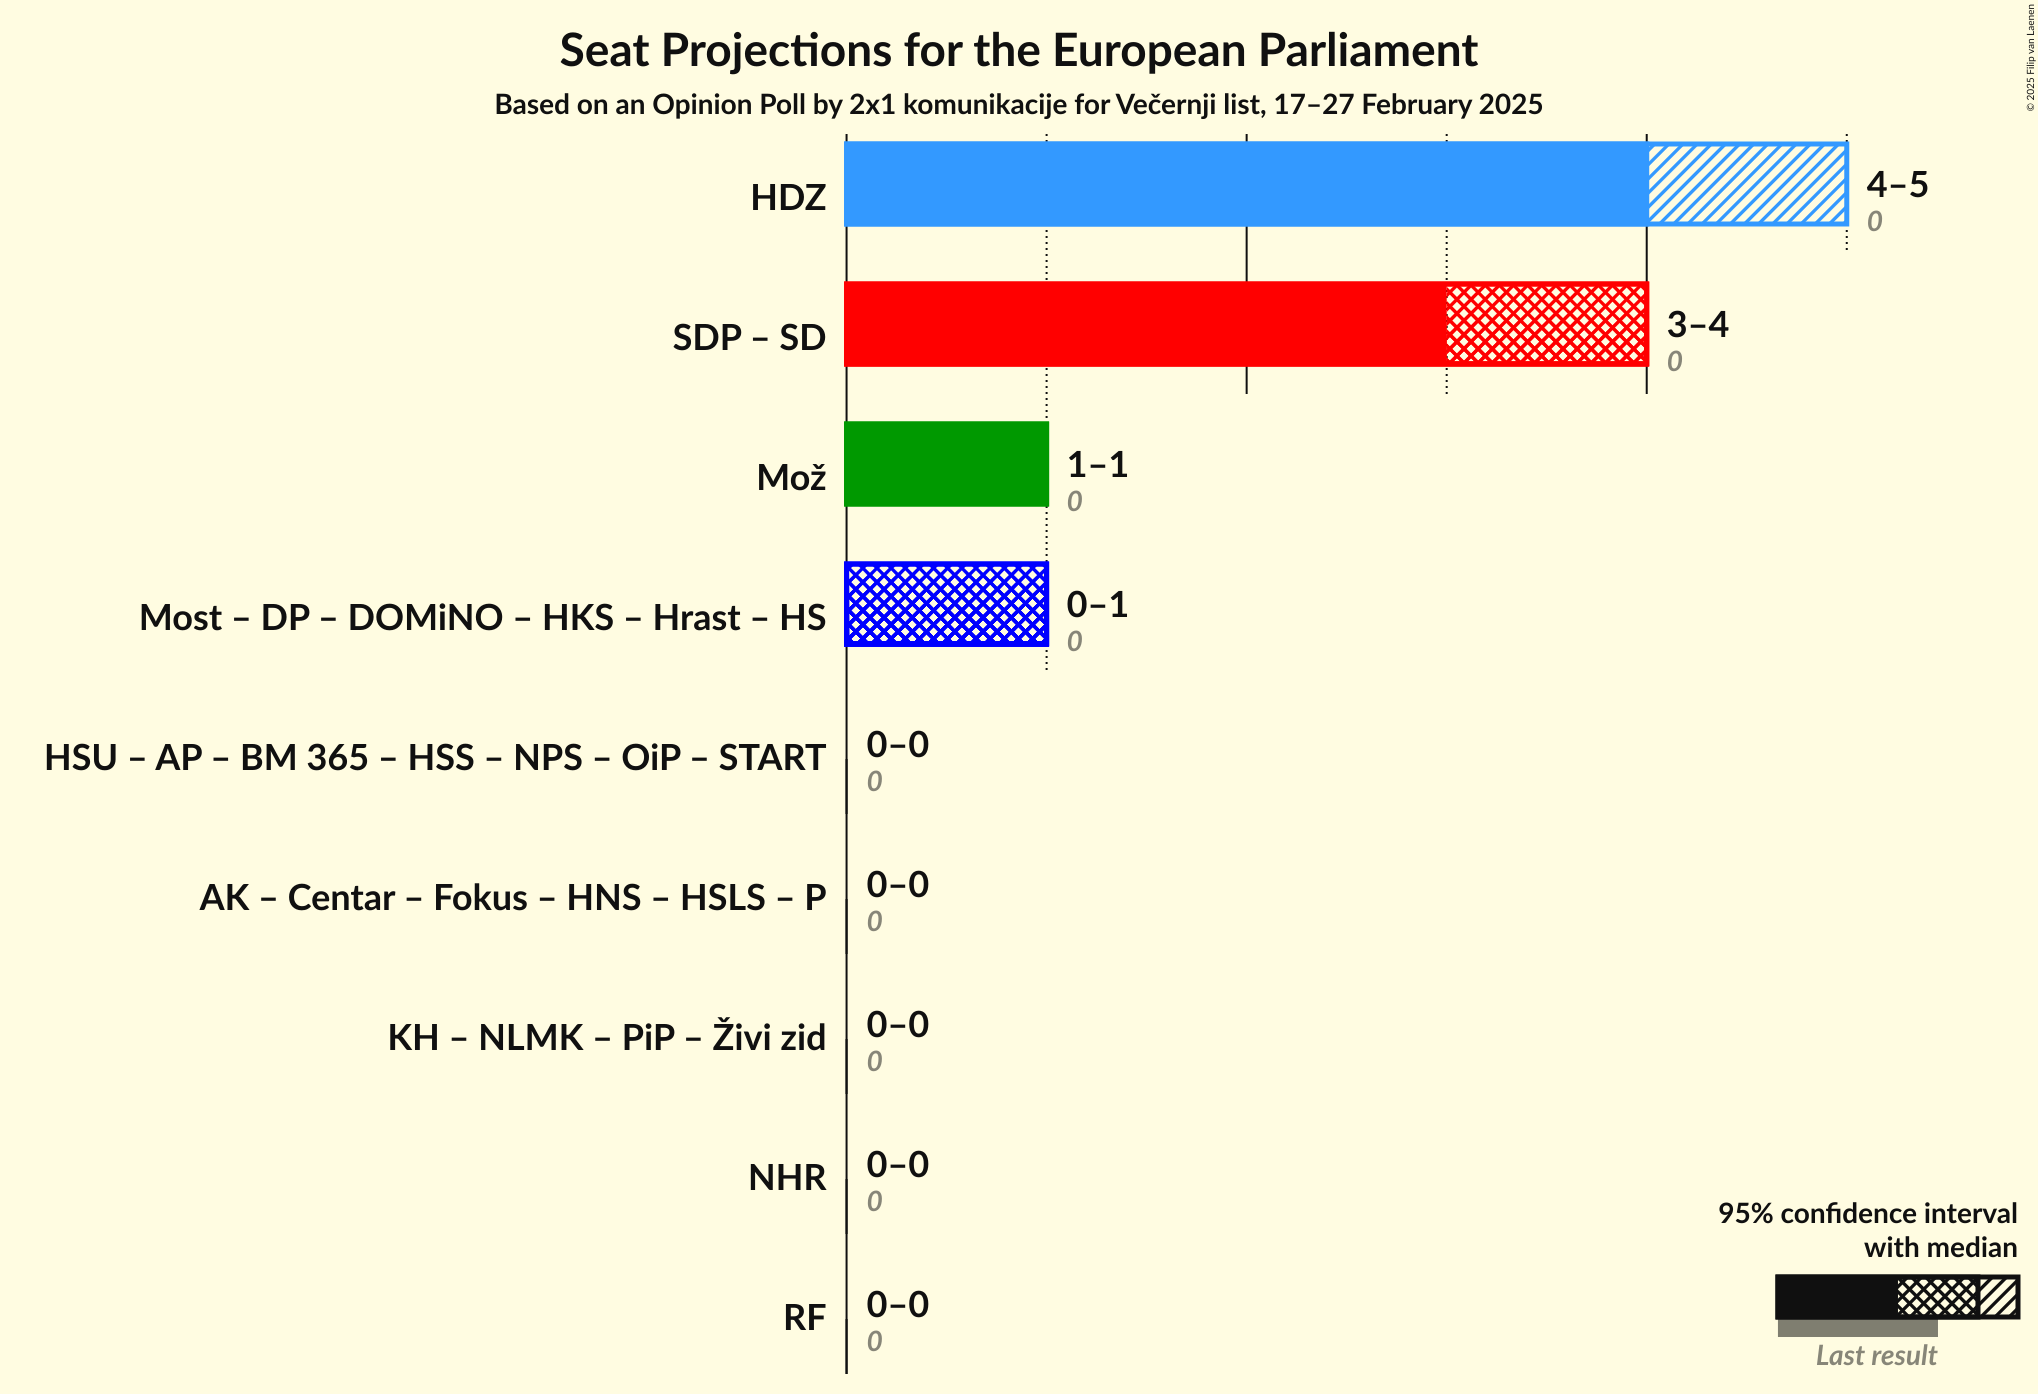 Seat Projections for the European Parliament
Based on an Opinion Poll by 2x1 komunikacije for Večernji list, 17–27 February 2025
© 2025 Filip van Laenen
HDZ
4–5
0
SDP – SD
3–4
0
Mož
1–1
0
Most – DP – DOMiNO – HKS – Hrast – HS
0–1
0
HSU – AP – BM 365 – HSS – NPS – OiP – START
0–0
0
AK – Centar – Fokus – HNS – HSLS – P
0–0
0
KH – NLMK – PiP – Živi zid
0–0
0
NHR
0–0
0
RF
0–0
0
95% confidence interval
with median
Last result